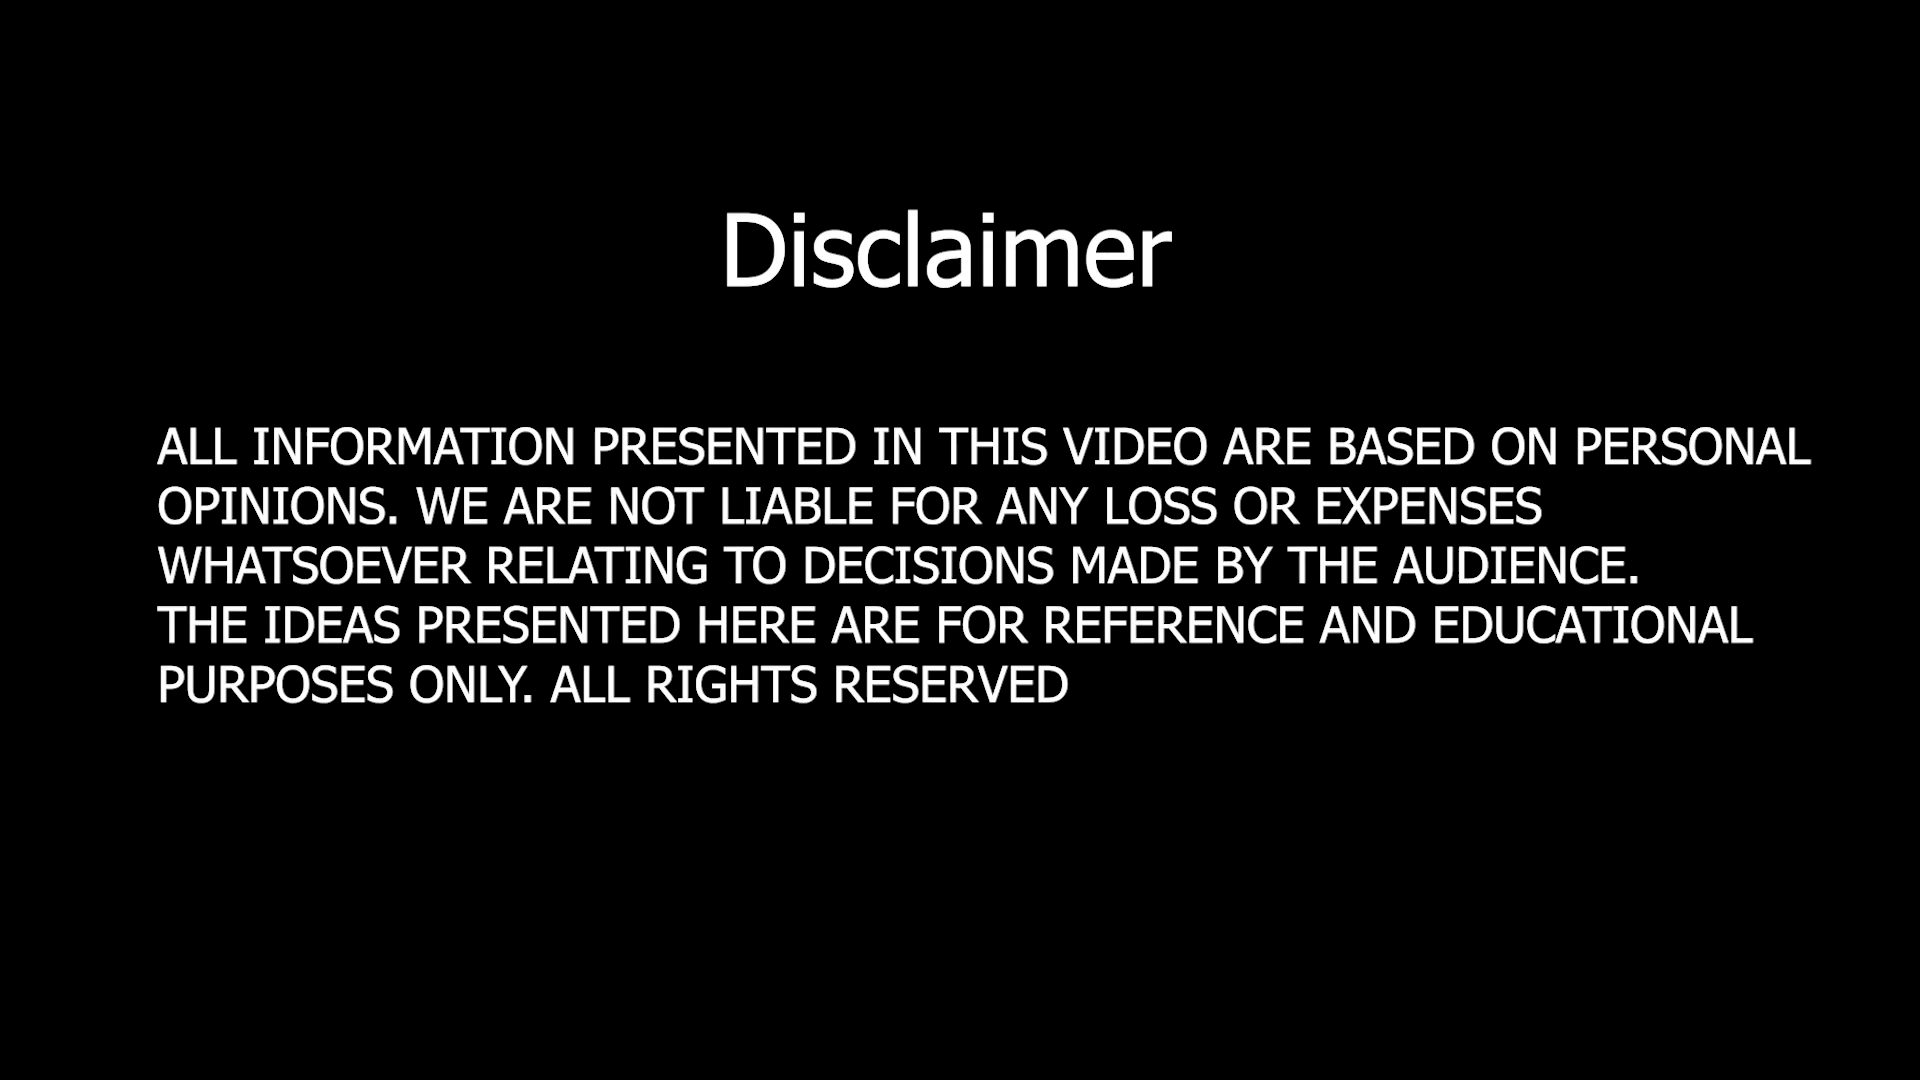 Disclaimer
ALL INFORMATION PRESENTED IN THIS VIDEO ARE BASED ON PERSONAL
OPINIONS. WE ARE NOT LIABLE FOR ANY LOSS OR EXPENSES
WHATSOEVER RELATING TO DECISIONS MADE BY THE AUDIENCE.
THE IDEAS PRESENTED HERE ARE FOR REFERENCE AND EDUCATIONAL
PURPOSES ONLY. ALL RIGHTS RESERVED